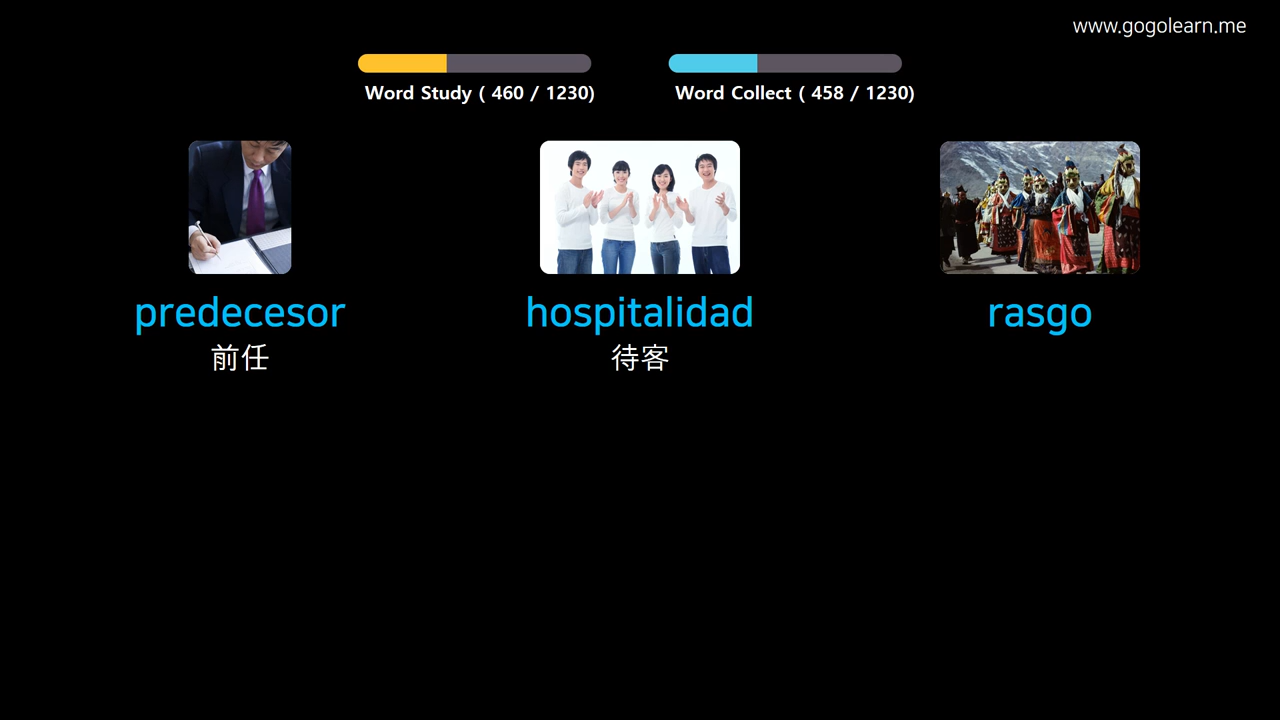 www.gogolearn.me
Word Study ( 460 / 1230)
Word Collect ( 458 / 1230)
predecesor
hospitalidad
rasgo
前任
待客